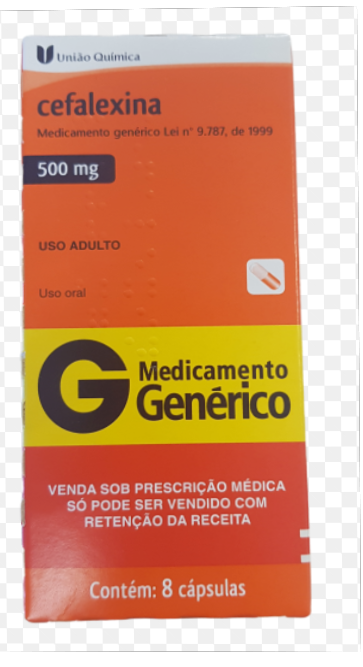 União Química
cefalexina
Medicamento genérico Lei n° 9.787, de 1999
500 mg
USO ADULTO
Uso oral
G Medicamento
Genérico
VENDA SOB PRESCRIÇÃO MÉDICA
SÓ PODE SER VENDIDO COM
RETENÇÃO DA RECEITA
Contém: 8 cápsulas